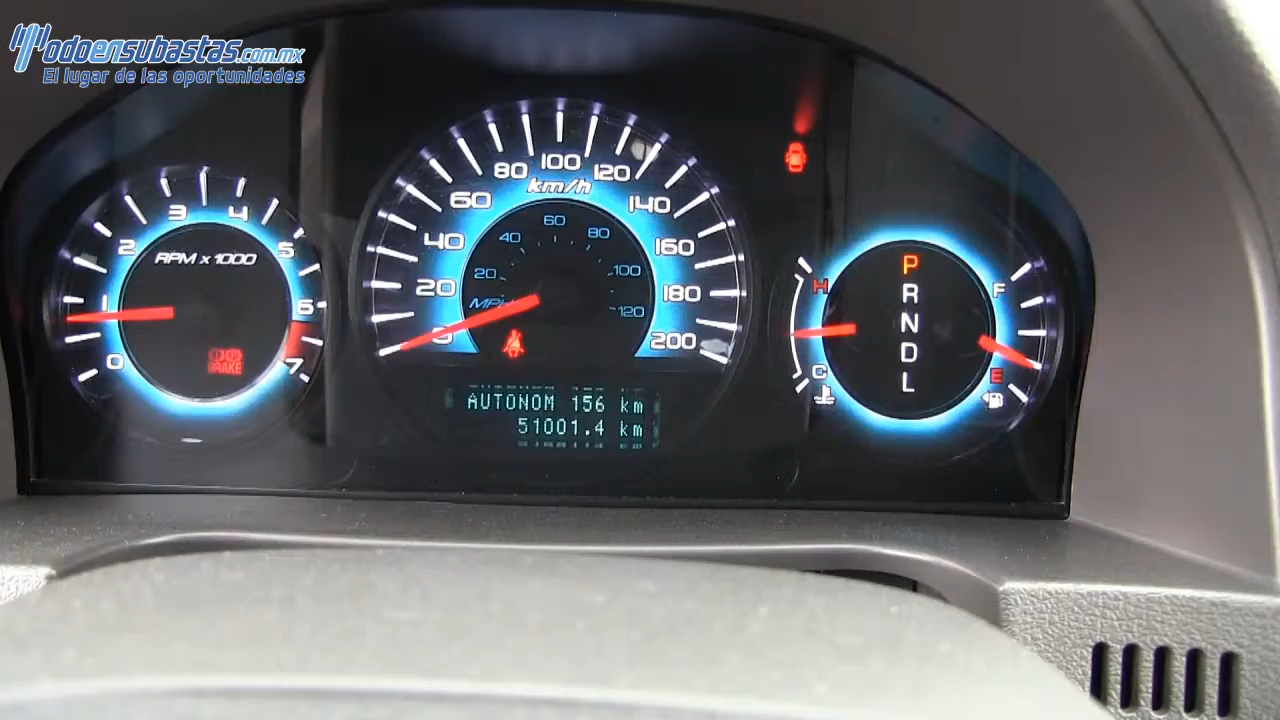 Todoensubastas.com.mx
El lugar de las oportunidades
0 1 2 3 4 5 6 7
RPM x 1000
BRAKE
0 20 40 60 80 100 120 140 160 180 200
km/h
20 40 60 80 100 120
MPH
AUTONOM 156 km
51001.4 km
H
C
P
R
N
D
L
F
E